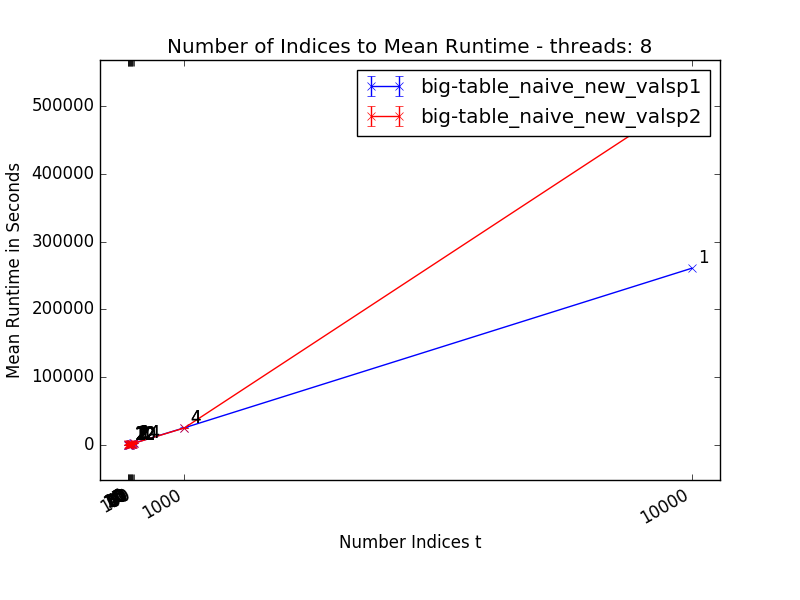 Number of Indices to Mean Runtime - threads: 8
big-table_naive_new_valsp1
big-table_naive_new_valsp2
500000
400000
300000
200000
100000
0
Mean Runtime in Seconds
1
4
4
1000
10000
Number Indices t